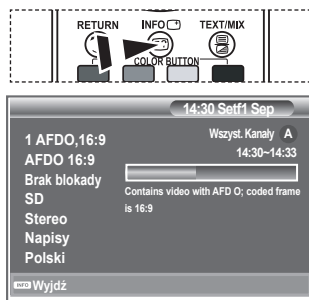 RETURN INFO TEXT/MIX
COLOR BUTTON
14:30 Setf1 Sep
1 AFDO,16:9
Wszyst. Kanały A
14:30~14:33
AFDO 16:9
Brak blokady
SD
Stereo
Napisy
Polski
Contains video with AFD O; coded frame
is 16:9
INFO Wyjdź